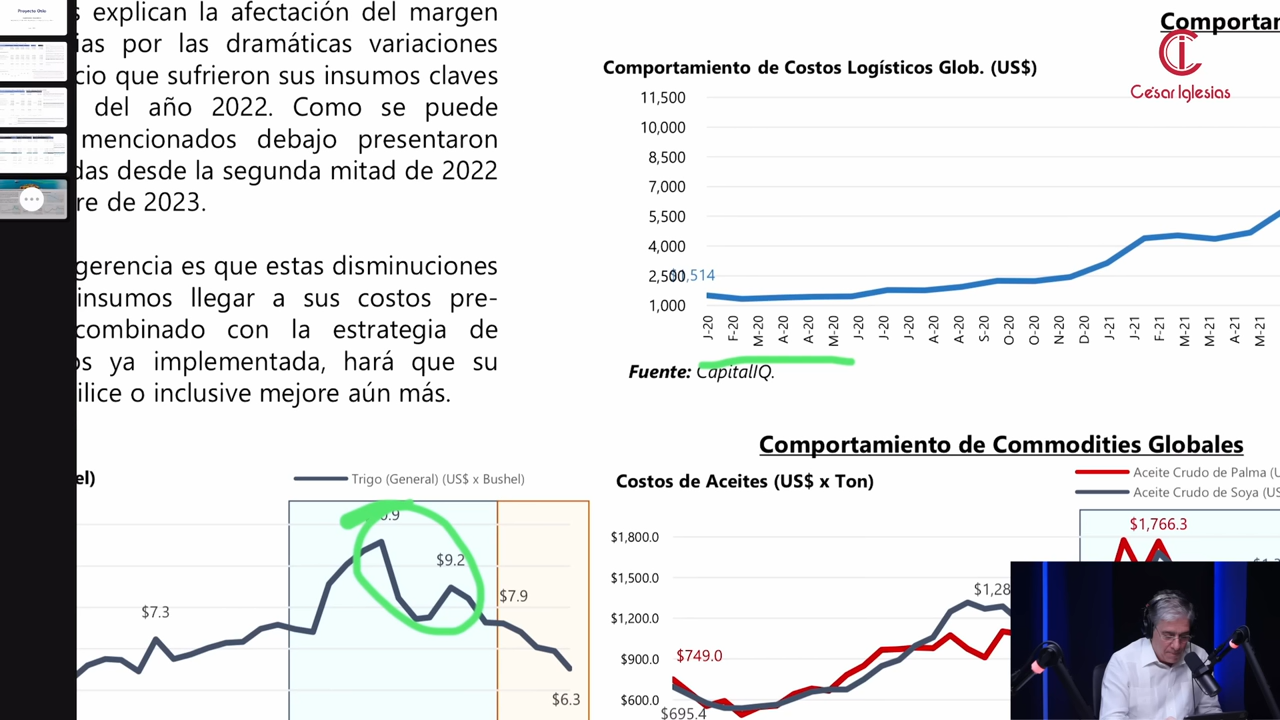 explican la afectación del margen
por las dramáticas variaciones
que sufrieron sus insumos claves
del año 2022. Como se puede
mencionados debajo presentaron
desde la segunda mitad de 2022
de 2023.
gerencia es que estas disminuciones
insumos llegar a sus costos pre-
combinado con la estrategia de
ya implementada, hará que su
o inclusive mejore aún más.
Trigo (General) (US$ x Bushel)
$9.2
$7.9
$7.3
$6.3
César Iglesias
Comportamiento de Costos Logísticos Glob. (US$)
11,500
10,000
8,500
7,000
5,500
4,000
2,500
1,000
J-20
F-20
M-20
A-20
A-20
M-20
J-20
J-20
A-20
S-20
O-20
O-20
N-20
D-20
J-21
J-21
F-21
M-21
M-21
A-21
M-21
Fuente: CapitalIQ.
Comportamiento de Commodities Globales
Costos de Aceites (US$ x Ton)
Aceite Crudo de Palma
Aceite Crudo de Soya
$1,766.3
$1,800.0
$1,500.0
$1,200.0
$900.0
$600.0
$749.0
$695.4